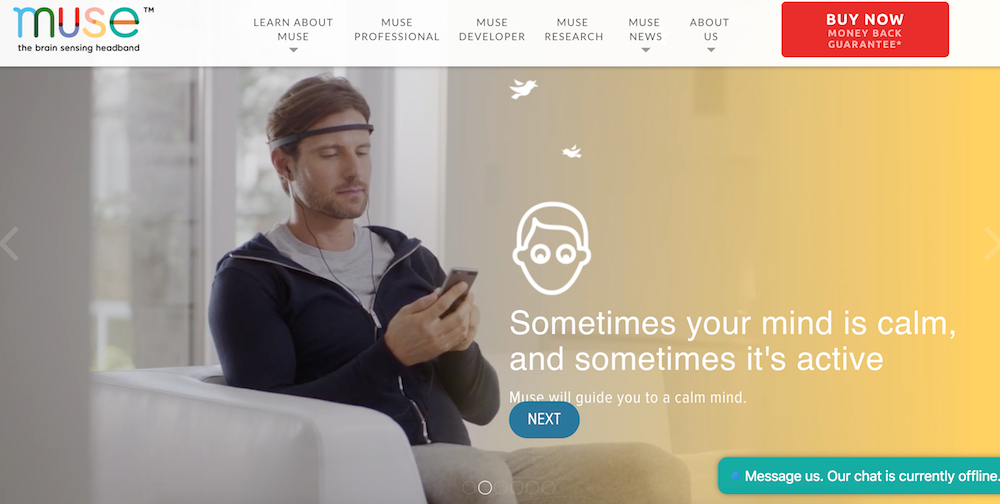 muse™
the brain sensing headband
LEARN ABOUT
MUSE
MUSE
PROFESSIONAL
MUSE
DEVELOPER
MUSE
RESEARCH
MUSE
NEWS
ABOUT
US
BUY NOW
MONEY BACK
GUARANTEE*
Sometimes your mind is calm,
and sometimes it's active
Muse will guide you to a calm mind.
NEXT
Message us. Our chat is currently offline.